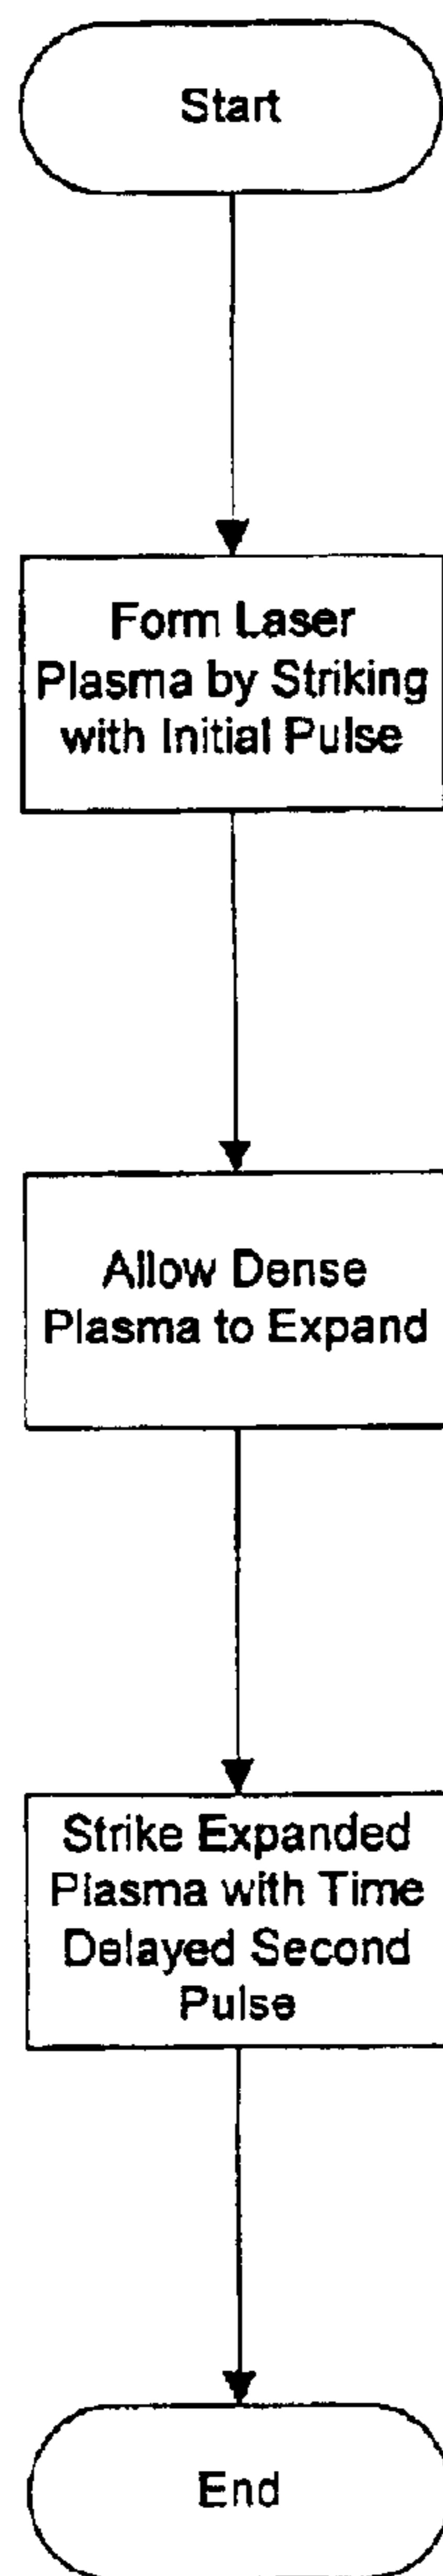 Start
Form Laser
Plasma by Striking
with Initial Pulse
Allow Dense
Plasma to Expand
Strike Expanded
Plasma with Time
Delayed Second
Pulse
End